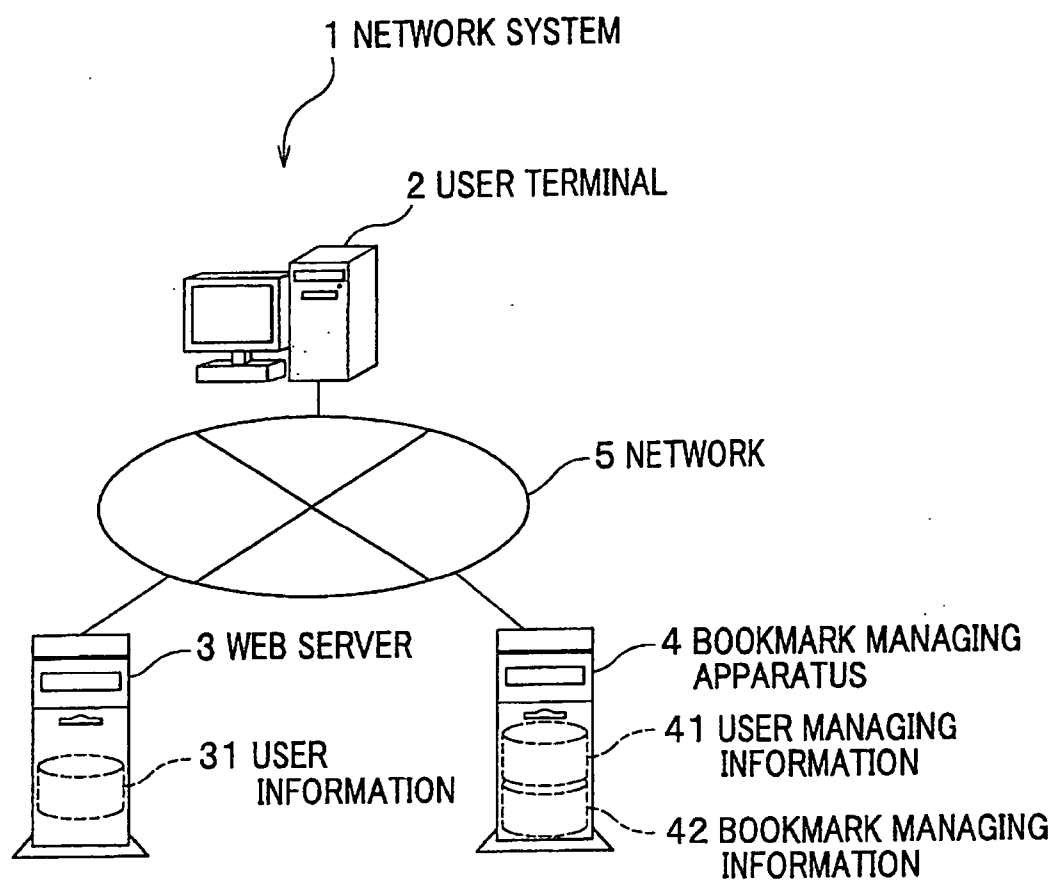 1 NETWORK SYSTEM
2 USER TERMINAL
5 NETWORK
3 WEB SERVER
4 BOOKMARK MANAGING
APPARATUS
31 USER
INFORMATION
41 USER MANAGING
INFORMATION
42 BOOKMARK MANAGING
INFORMATION